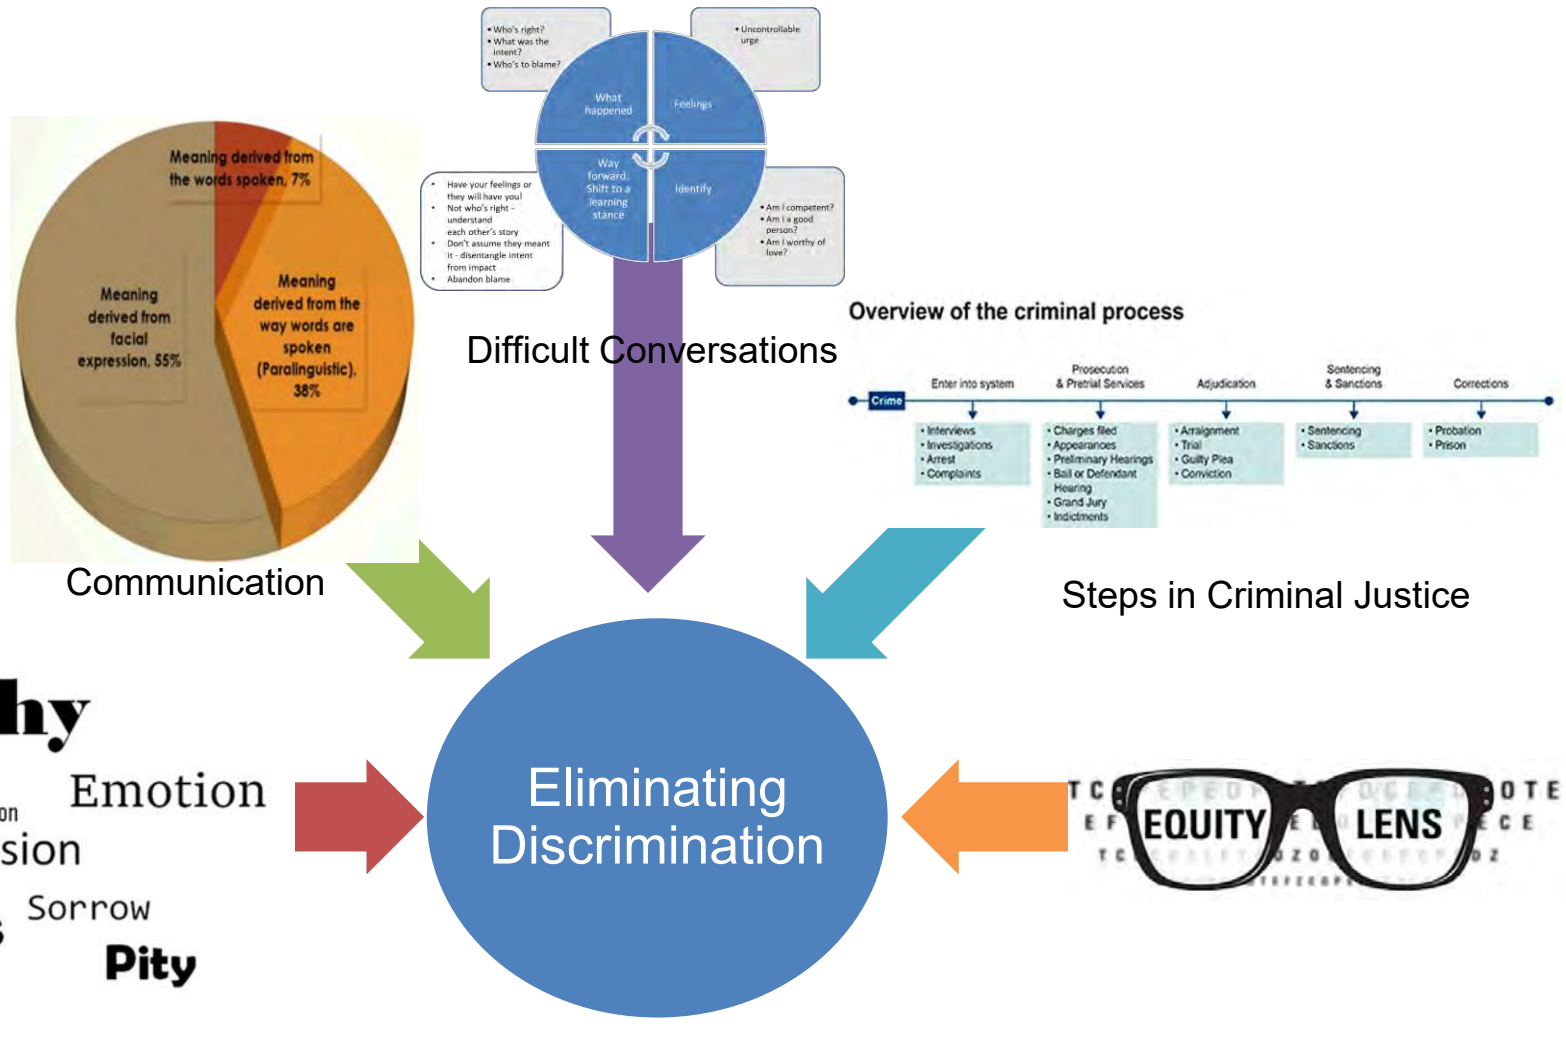 • Who's right?
• What was the
intent?
• Who's to blame?
• Uncontrollable
urge
What
happened
Feelings
Way
forward.
Shift to a
learning
stance
Identify
• Have your feelings or
they will have you!
• Not who's right -
understand
each other's story
• Don't assume they meant
it - disentangle intent
from impact
• Abandon blame
• Am I competent?
• Am I a good
person?
• Am I worthy of
love?
Difficult Conversations
Meaning derived from
the words spoken, 7%
Meaning
derived from
facial
expression, 55%
Meaning
derived from the
way words are
spoken
(Paralinguistic),
38%
Communication
Overview of the criminal process
Crime
Enter into system
Prosecution
& Pretrial Services
Adjudication
Sentencing
& Sanctions
Corrections
• Interviews
• Investigations
• Arrest
• Complaints
• Charges filed
• Appearances
• Preliminary Hearings
• Bail or Defendant
Hearing
• Grand Jury
• Indictments
• Arraignment
• Trial
• Guilty Plea
• Conviction
• Sentencing
• Sanctions
• Probation
• Prison
Steps in Criminal Justice
hy
Emotion
on
sion
Sorrow
Pity
Eliminating
Discrimination
EQUITY LENS